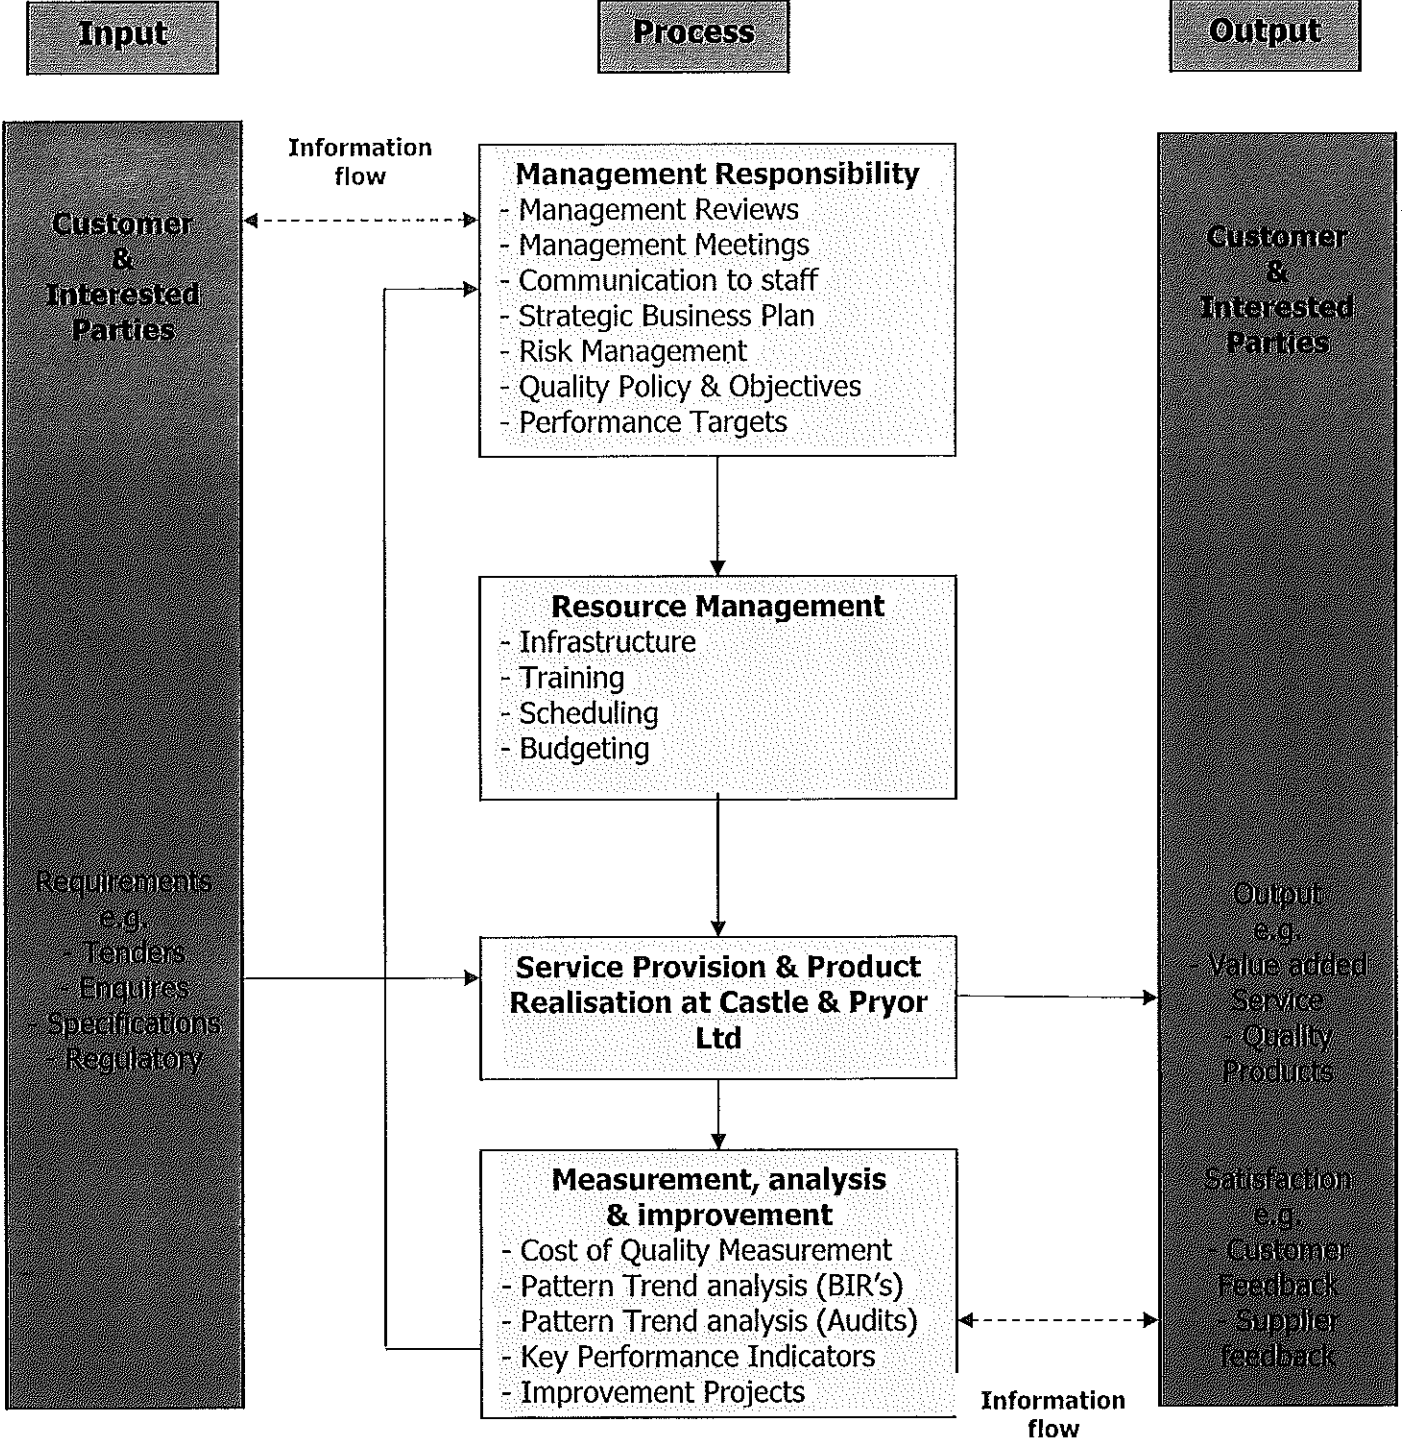 Input
Process
Output
Customer
&
Interested
Parties
Requirements
e.g.
- Tenders
- Enquires
- Specifications
- Regulatory
Information
flow
Management Responsibility
- Management Reviews
- Management Meetings
- Communication to staff
- Strategic Business Plan
- Risk Management
- Quality Policy & Objectives
- Performance Targets
Resource Management
- Infrastructure
- Training
- Scheduling
- Budgeting
Service Provision & Product
Realisation at Castle & Pryor
Ltd
Measurement, analysis
& improvement
- Cost of Quality Measurement
- Pattern Trend analysis (BIR's)
- Pattern Trend analysis (Audits)
- Key Performance Indicators
- Improvement Projects
Information
flow
Customer
&
Interested
Parties
Output
e.g.
- Value added
Service
- Quality
Products
Satisfaction
e.g.
- Customer
Feedback
- Supplier
feedback